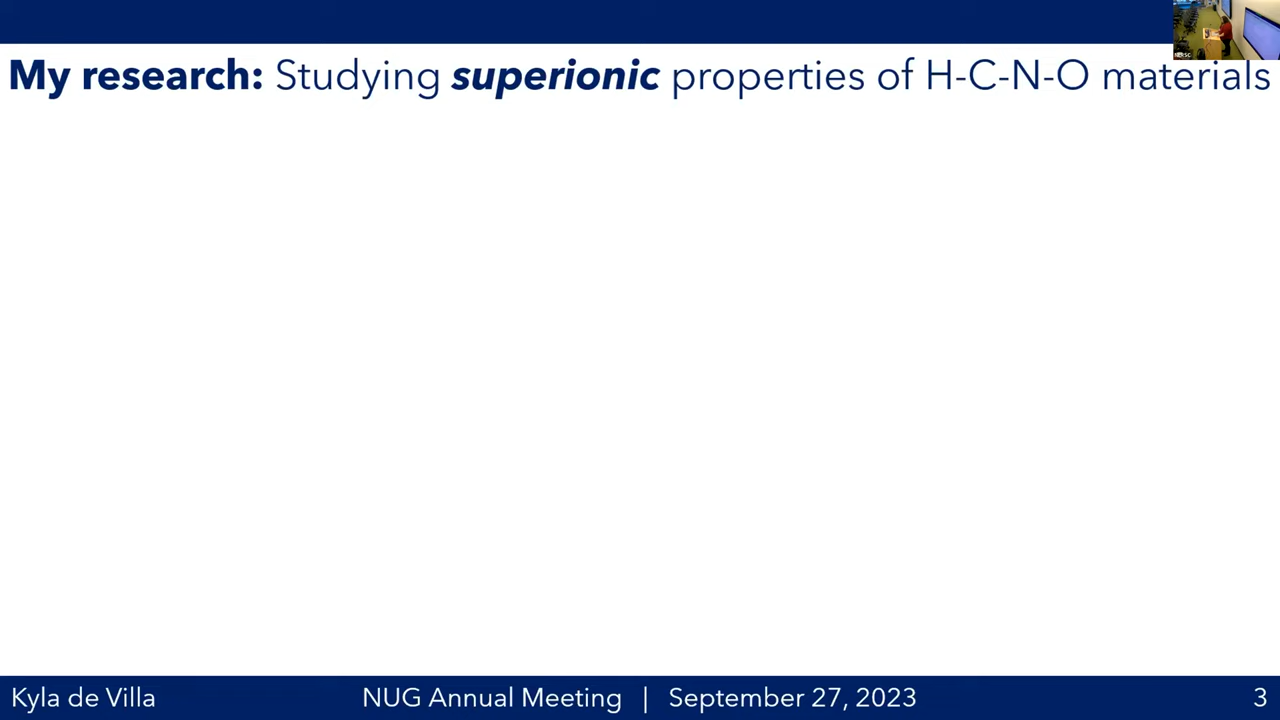 My research: Studying superionic properties of H-C-N-O materials
Kyla de Villa
NUG Annual Meeting | September 27, 2023
3